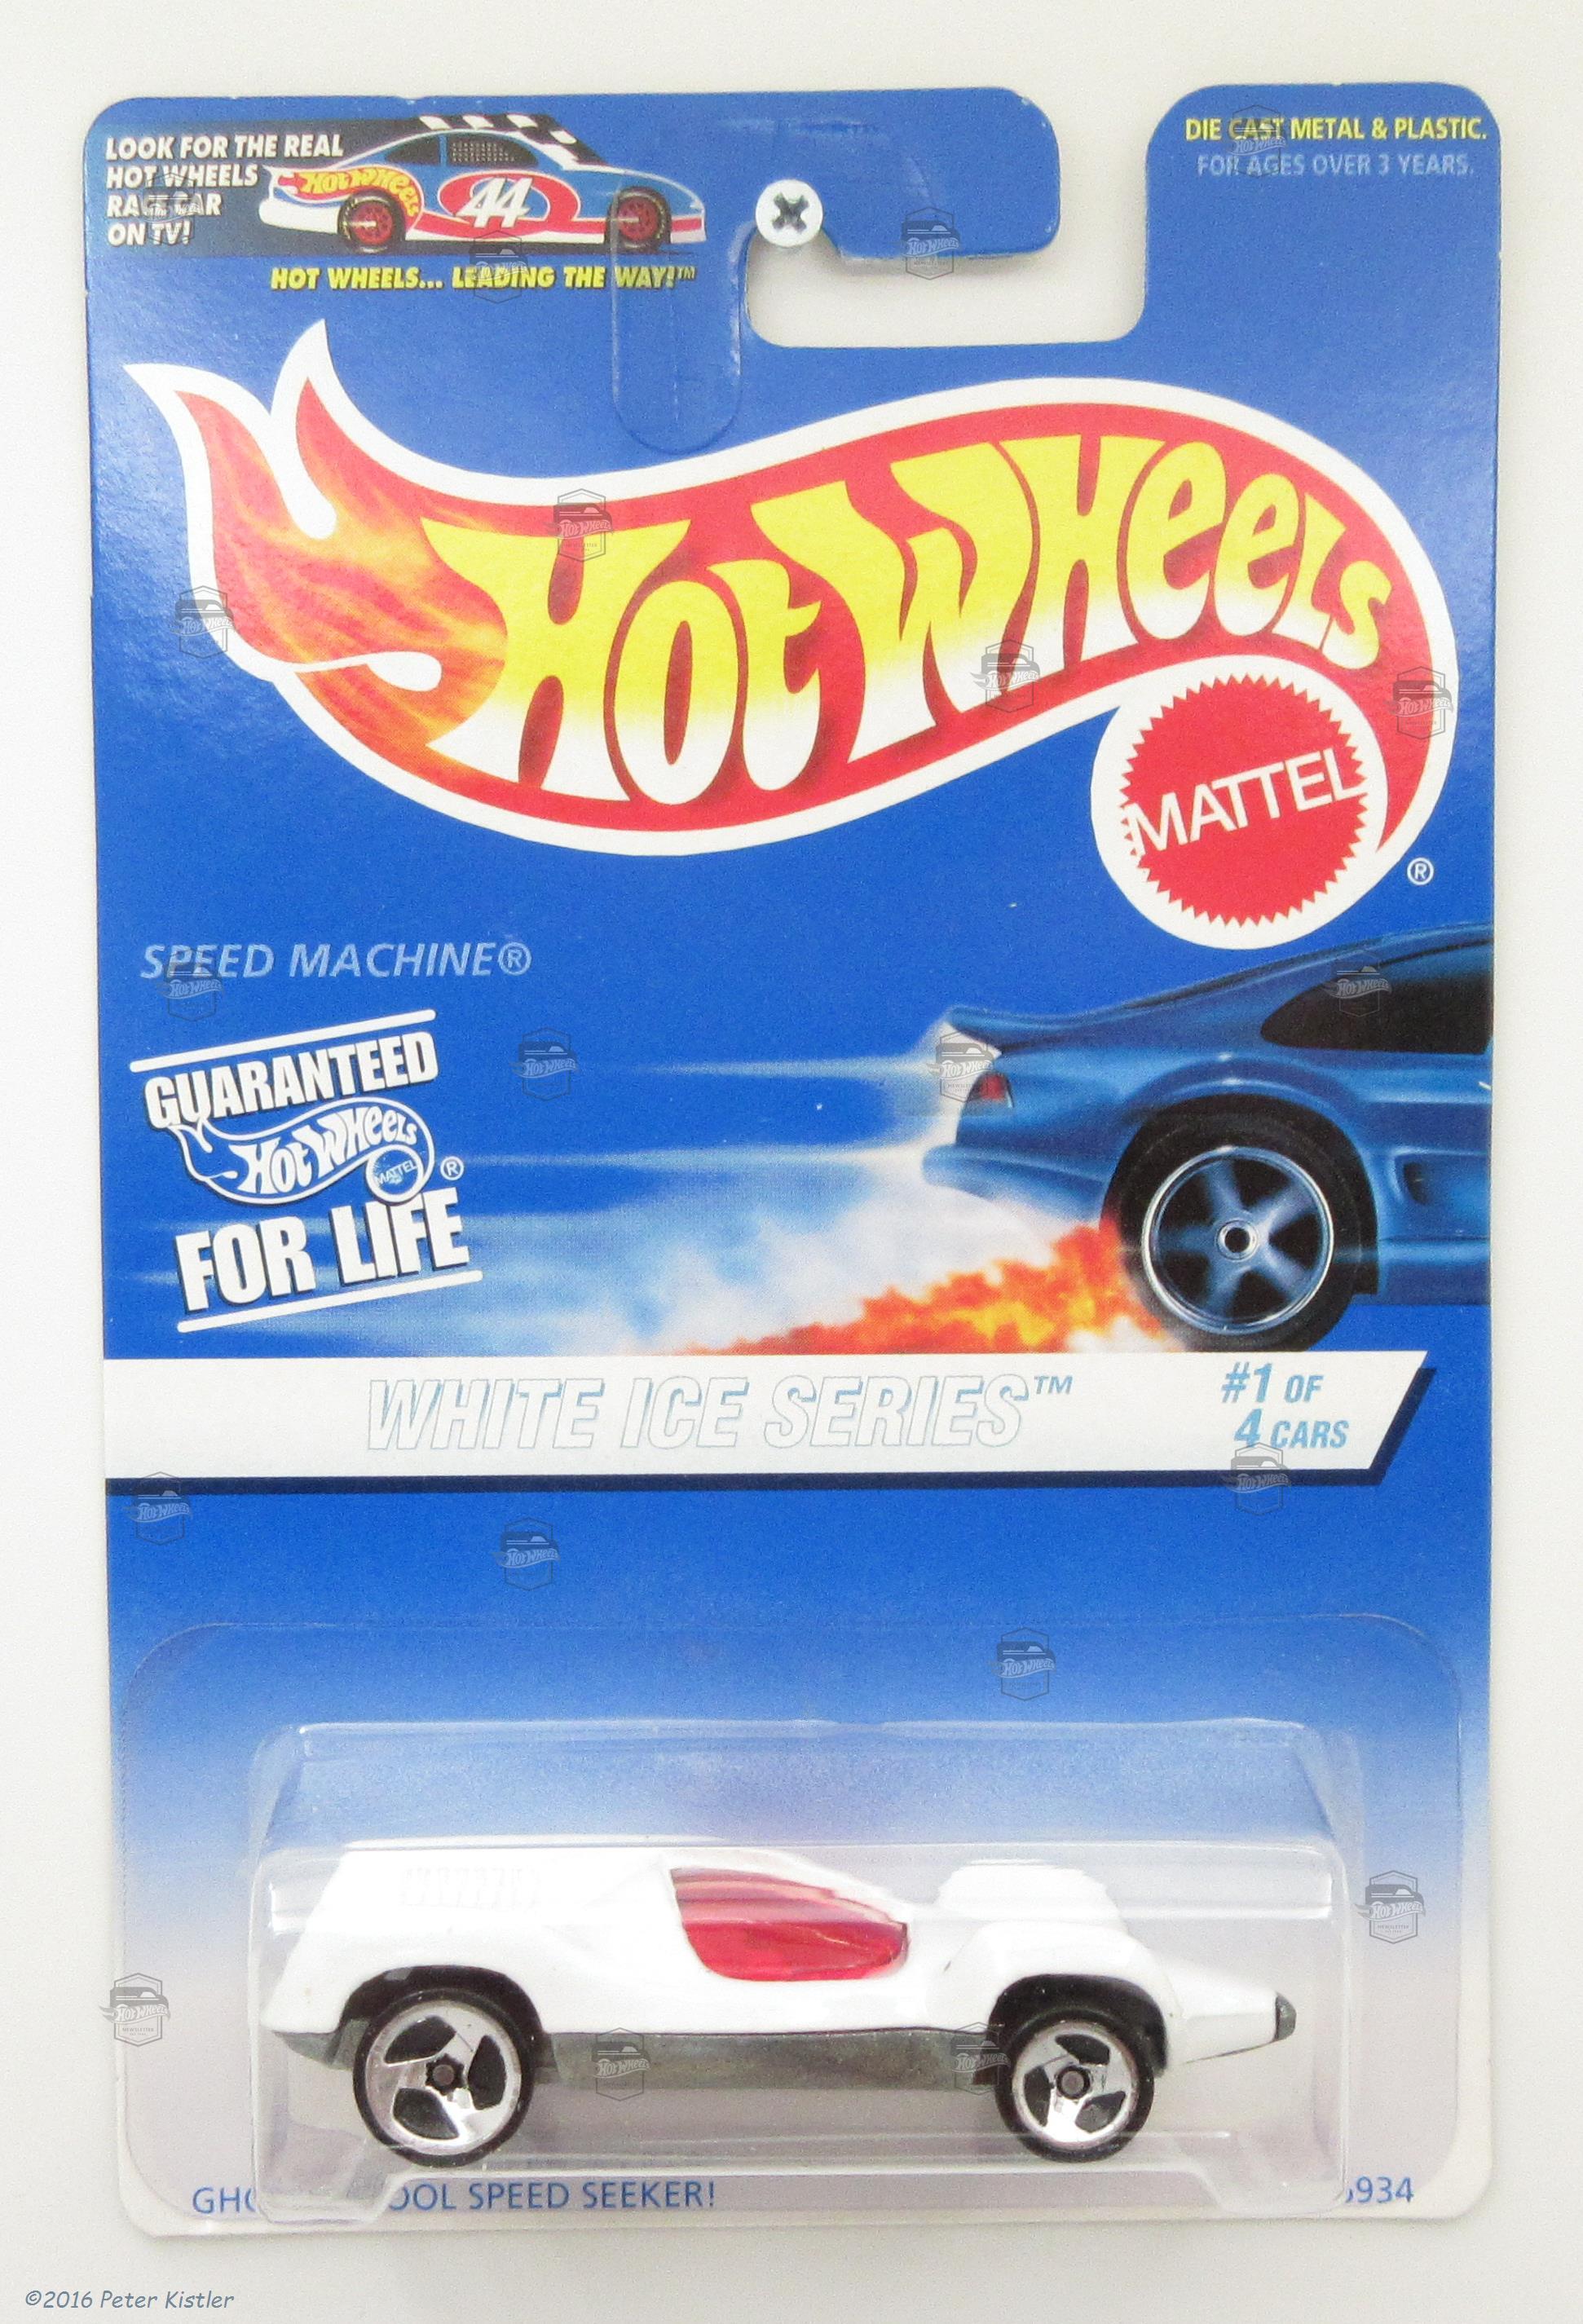 LOOK FOR THE REAL
HOT WHEELS
RACE CAR
ON TV!
HOT WHEELS
44
HOT WHEELS... LEADING THE WAY!™
DIE CAST METAL & PLASTIC.
FOR AGES OVER 3 YEARS.
HOT WHEELS
MATTEL
®
SPEED MACHINE®
GUARANTEED
HOT WHEELS
MATTEL
®
FOR LIFE
WHITE ICE SERIES™
#1 OF
4 CARS
SPEED SEEKER!
©2016 Peter Kistler